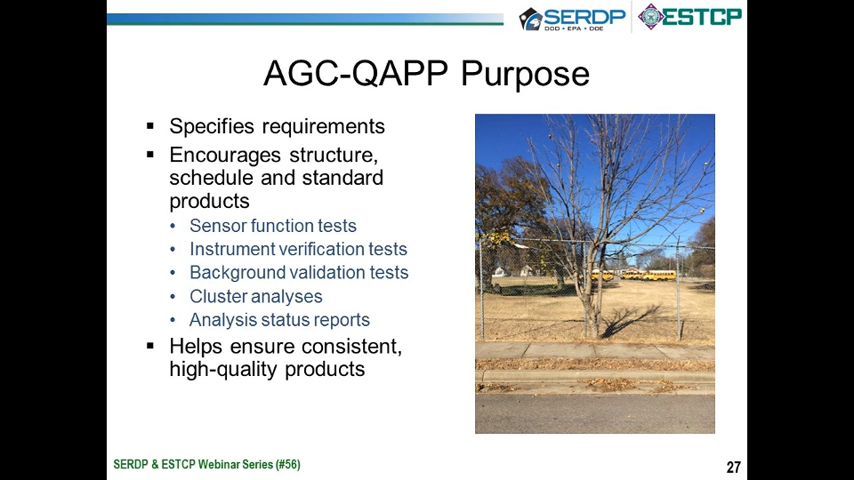 SERDP
DOD • EPA • DOE
ESTCP
AGC-QAPP Purpose
▪ Specifies requirements
▪ Encourages structure,
schedule and standard
products
• Sensor function tests
• Instrument verification tests
• Background validation tests
• Cluster analyses
• Analysis status reports
▪ Helps ensure consistent,
high-quality products
SERDP & ESTCP Webinar Series (#56)
27